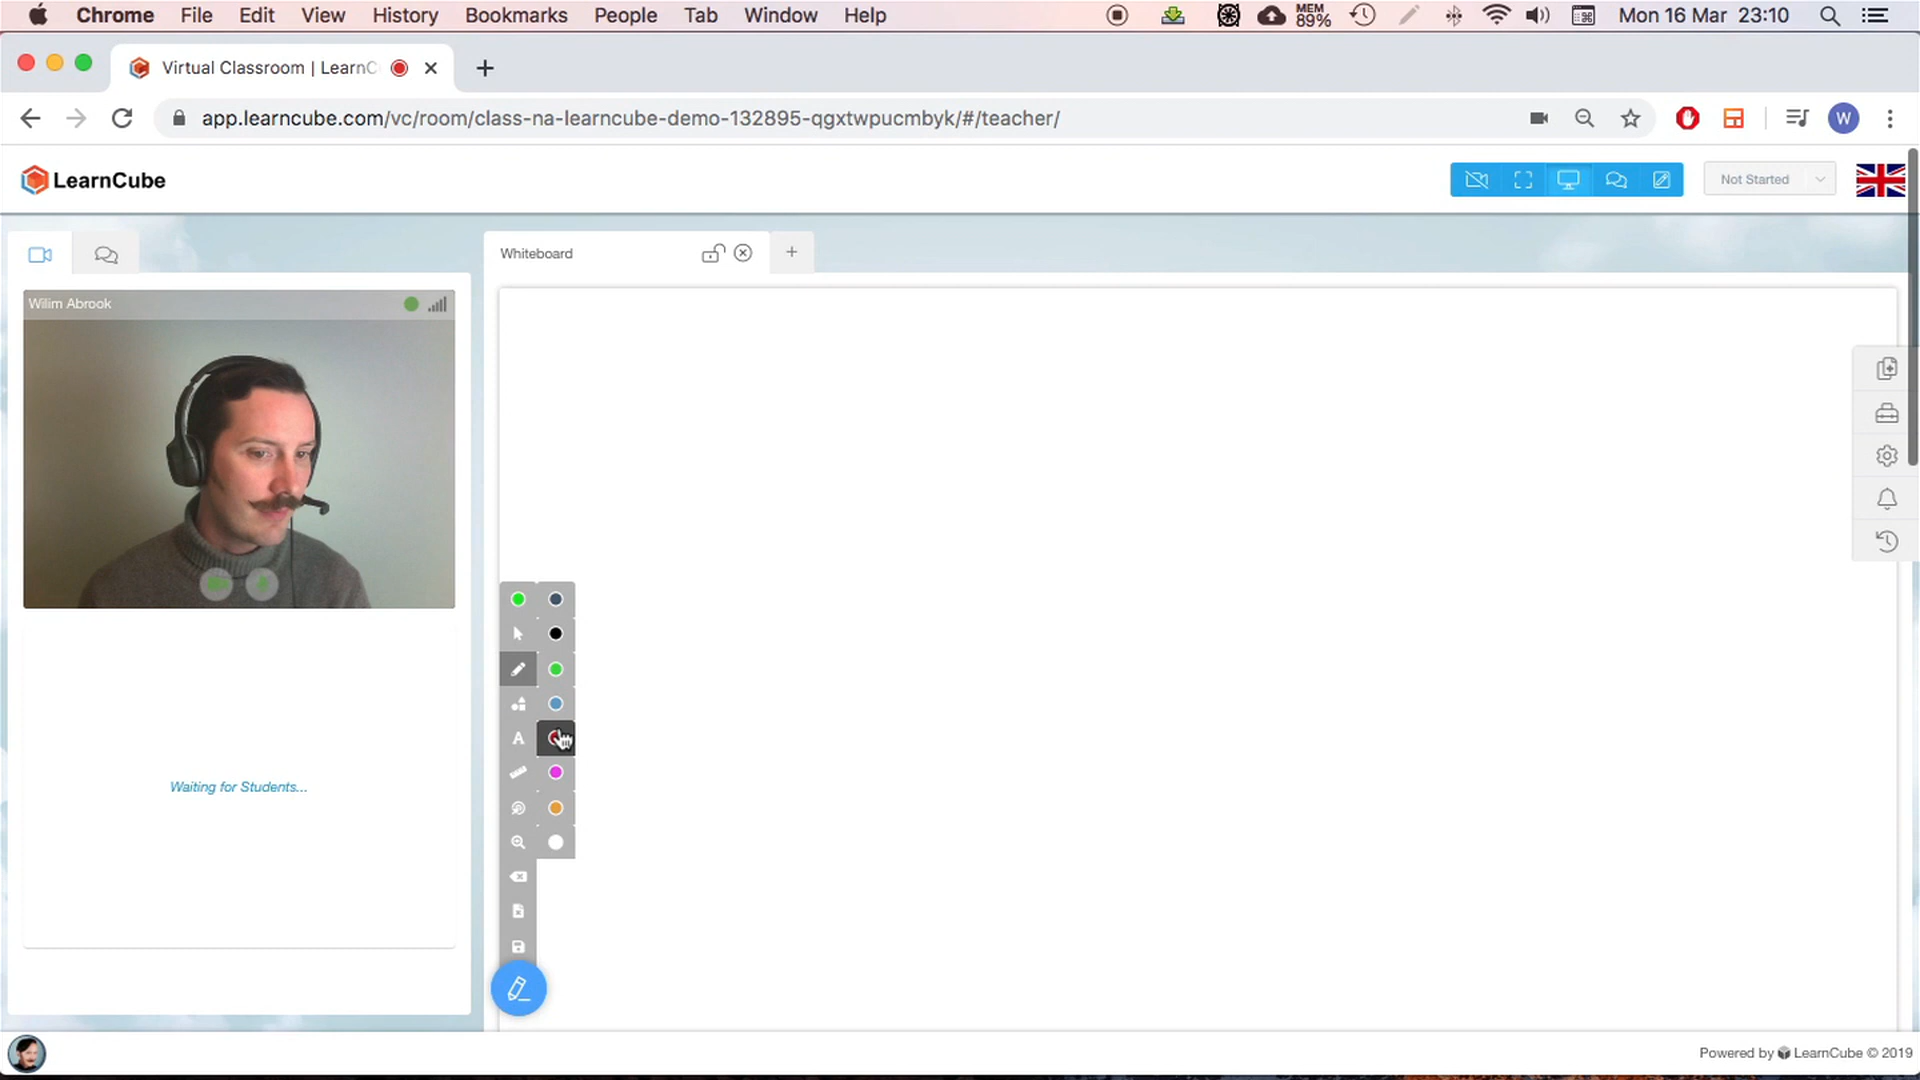 Chrome File Edit View History Bookmarks People Tab Window Help MEM 89% Mon 16 Mar 23:10
Virtual Classroom | LearnC
app.learncube.com/vc/room/class-na-learncube-demo-132895-qgxtwpucmbyk/#/teacher/ W
LearnCube Not Started
Whiteboard
Wilim Abrook
A
Waiting for Students...
Powered by LearnCube © 2019